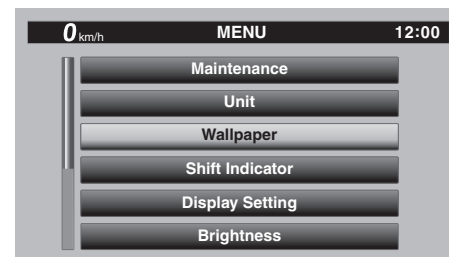 0 km/h MENU 12:00
Maintenance
Unit
Wallpaper
Shift Indicator
Display Setting
Brightness